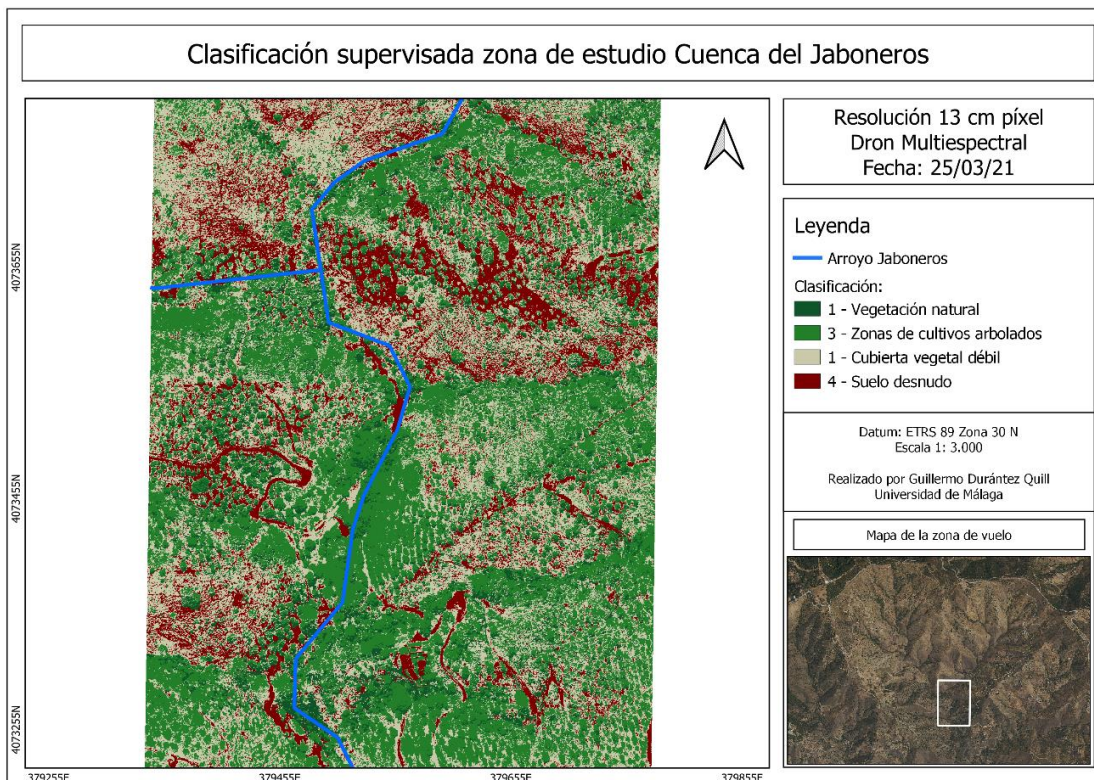 Clasificación supervisada zona de estudio Cuenca del Jaboneros
Resolución 13 cm píxel
Dron Multiespectral
Fecha: 25/03/21
Leyenda
Arroyo Jaboneros
Clasificación:
1 - Vegetación natural
3 - Zonas de cultivos arbolados
1 - Cubierta vegetal débil
4 - Suelo desnudo
Datum: ETRS 89 Zona 30 N
Escala 1: 3.000
Realizado por Guillermo Durántez Quill
Universidad de Málaga
Mapa de la zona de vuelo
4073655N
4073455N
4073255N
379255E
379455E
379655E
379855E